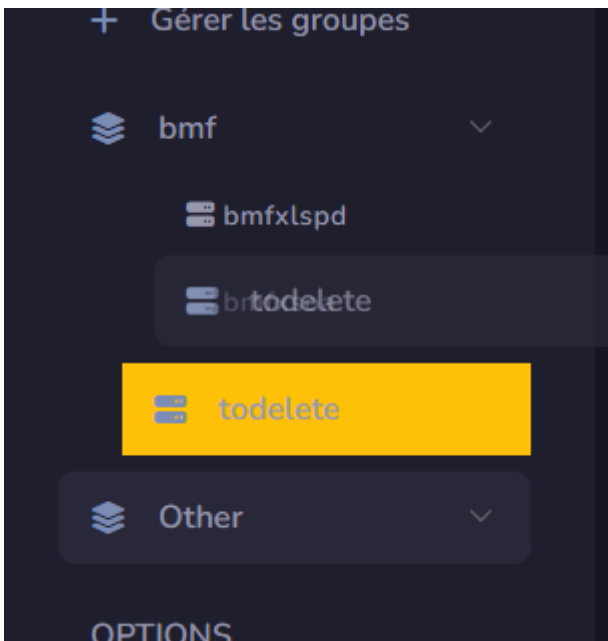 Gérer les groupes
bmf
bmfxlspd
todelete
todelete
Other
OPTIONS